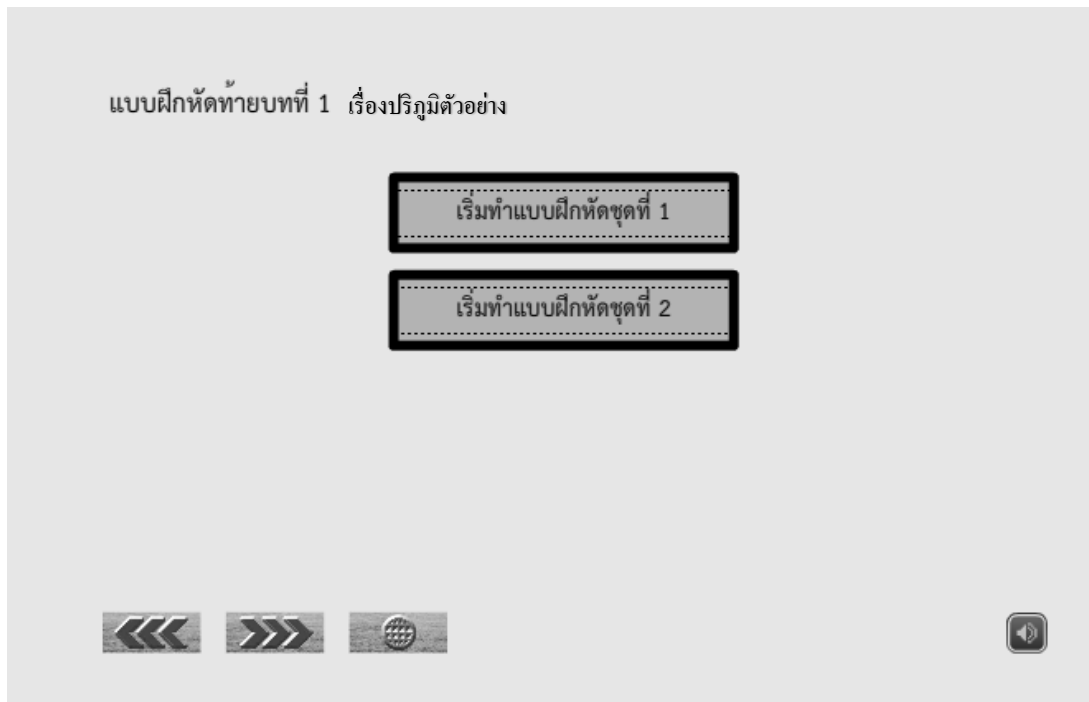 แบบฝึกหัดท้ายบทที่ 1 เรื่องปริภูมิตัวอย่าง
เริ่มทำแบบฝึกหัดชุดที่ 1
เริ่มทำแบบฝึกหัดชุดที่ 2